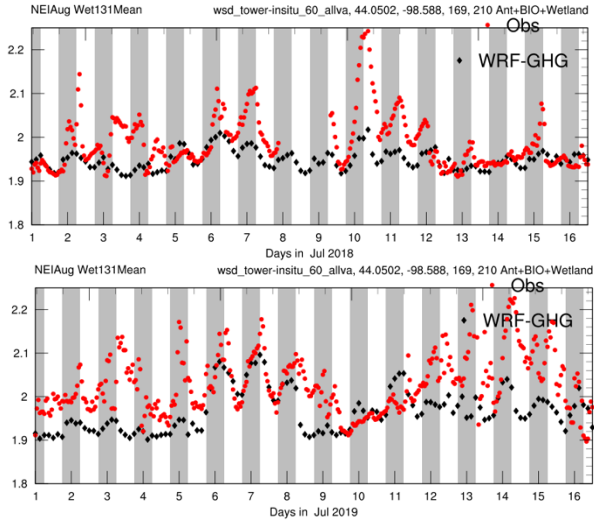 NEIAug Wet131Mean wsd_tower-insitu_60_allva, 44.0502, -98.588, 169, 210 Ant+BIO+Wetland
Obs
WRF-GHG
2.2
2.1
2
1.9
1.8
1 2 3 4 5 6 7 8 9 10 11 12 13 14 15 16
Days in Jul 2018
NEIAug Wet131Mean wsd_tower-insitu_60_allva, 44.0502, -98.588, 169, 210 Ant+BIO+Wetland
Obs
WRF-GHG
2.2
2.1
2
1.9
1.8
1 2 3 4 5 6 7 8 9 10 11 12 13 14 15 16
Days in Jul 2019